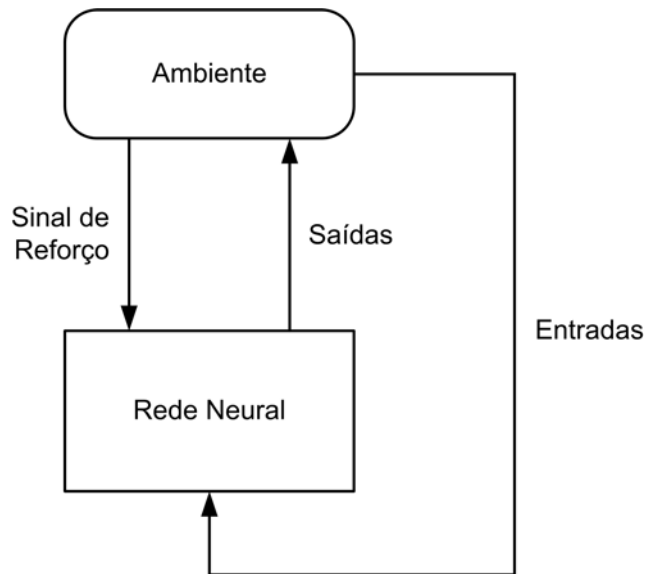 Ambiente
Sinal de
Reforço
Saídas
Entradas
Rede Neural